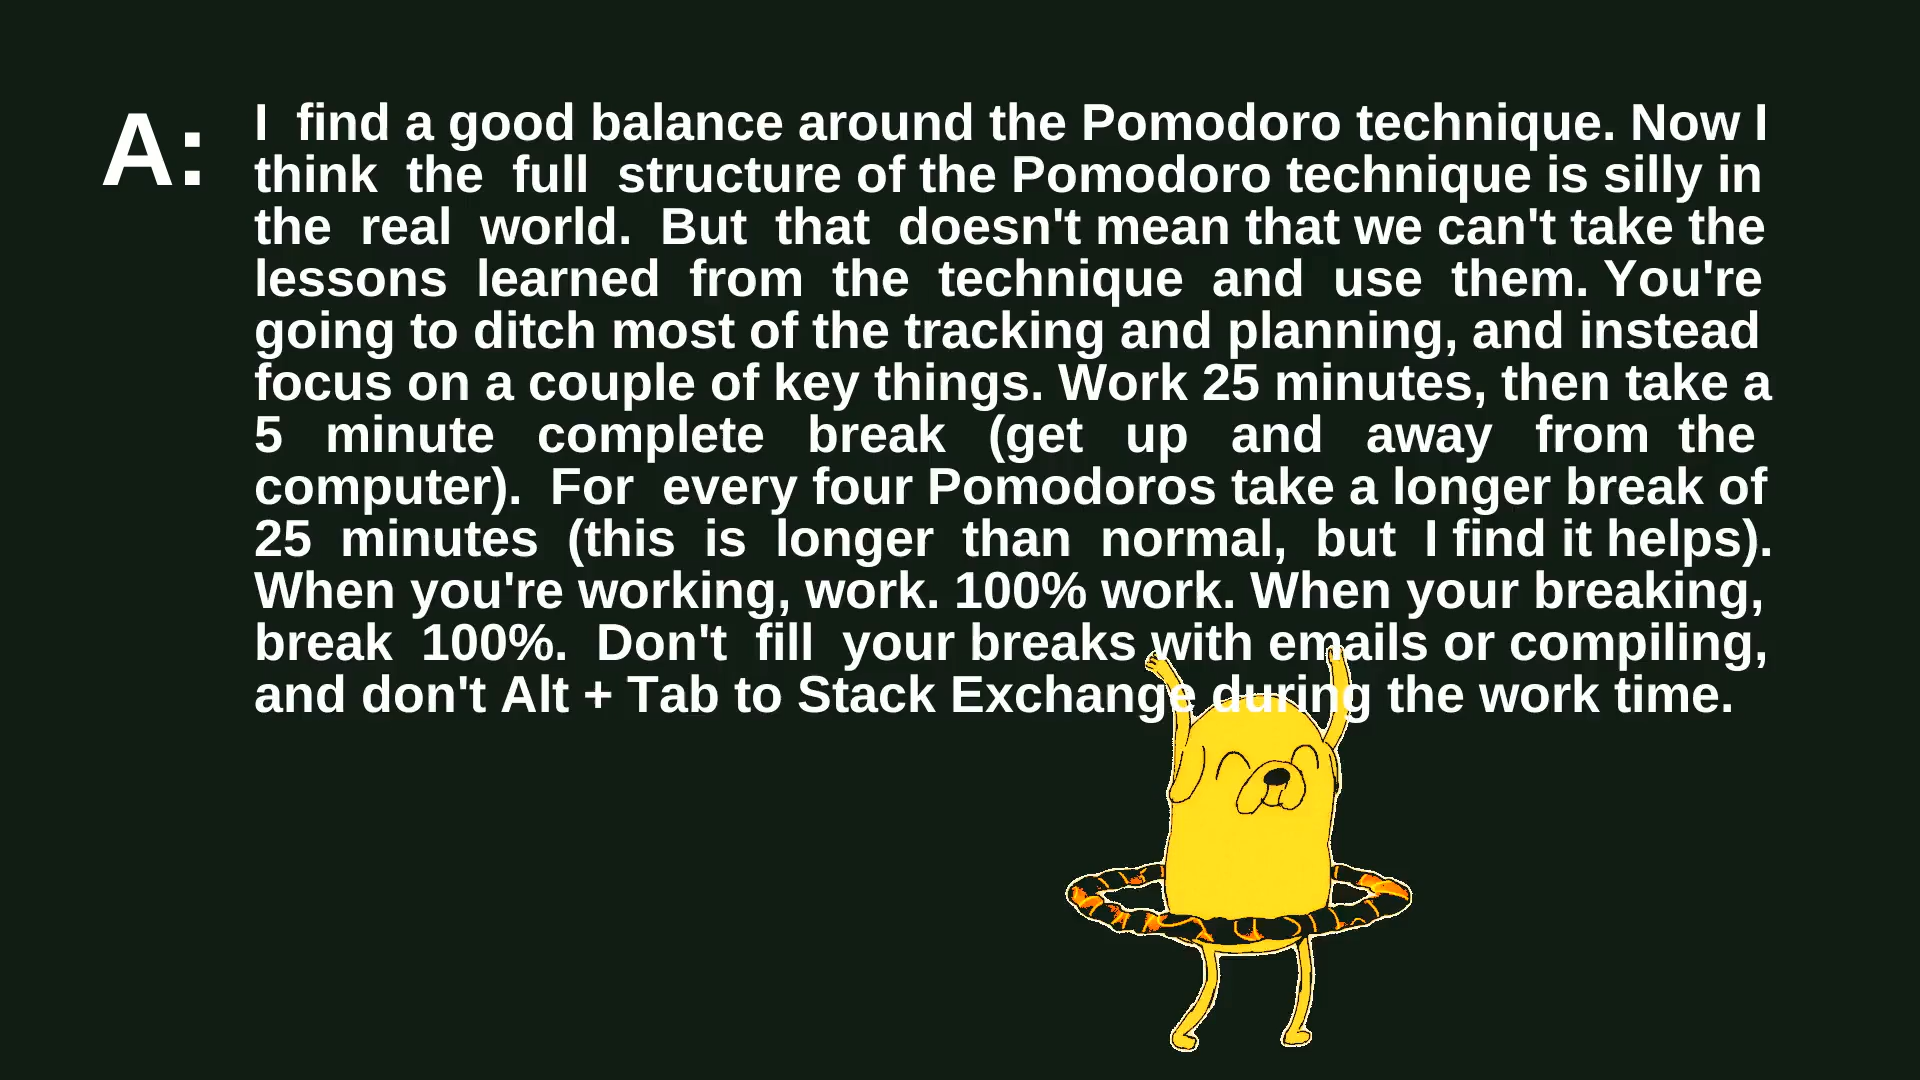 A:
I find a good balance around the Pomodoro technique. Now I
think the full structure of the Pomodoro technique is silly in
the real world. But that doesn't mean that we can't take the
lessons learned from the technique and use them. You're
going to ditch most of the tracking and planning, and instead
focus on a couple of key things. Work 25 minutes, then take a
5 minute complete break (get up and away from the
computer). For every four Pomodoros take a longer break of
25 minutes (this is longer than normal, but I find it helps).
When you're working, work. 100% work. When your breaking,
break 100%. Don't fill your breaks with emails or compiling,
and don't Alt + Tab to Stack Exchange during the work time.